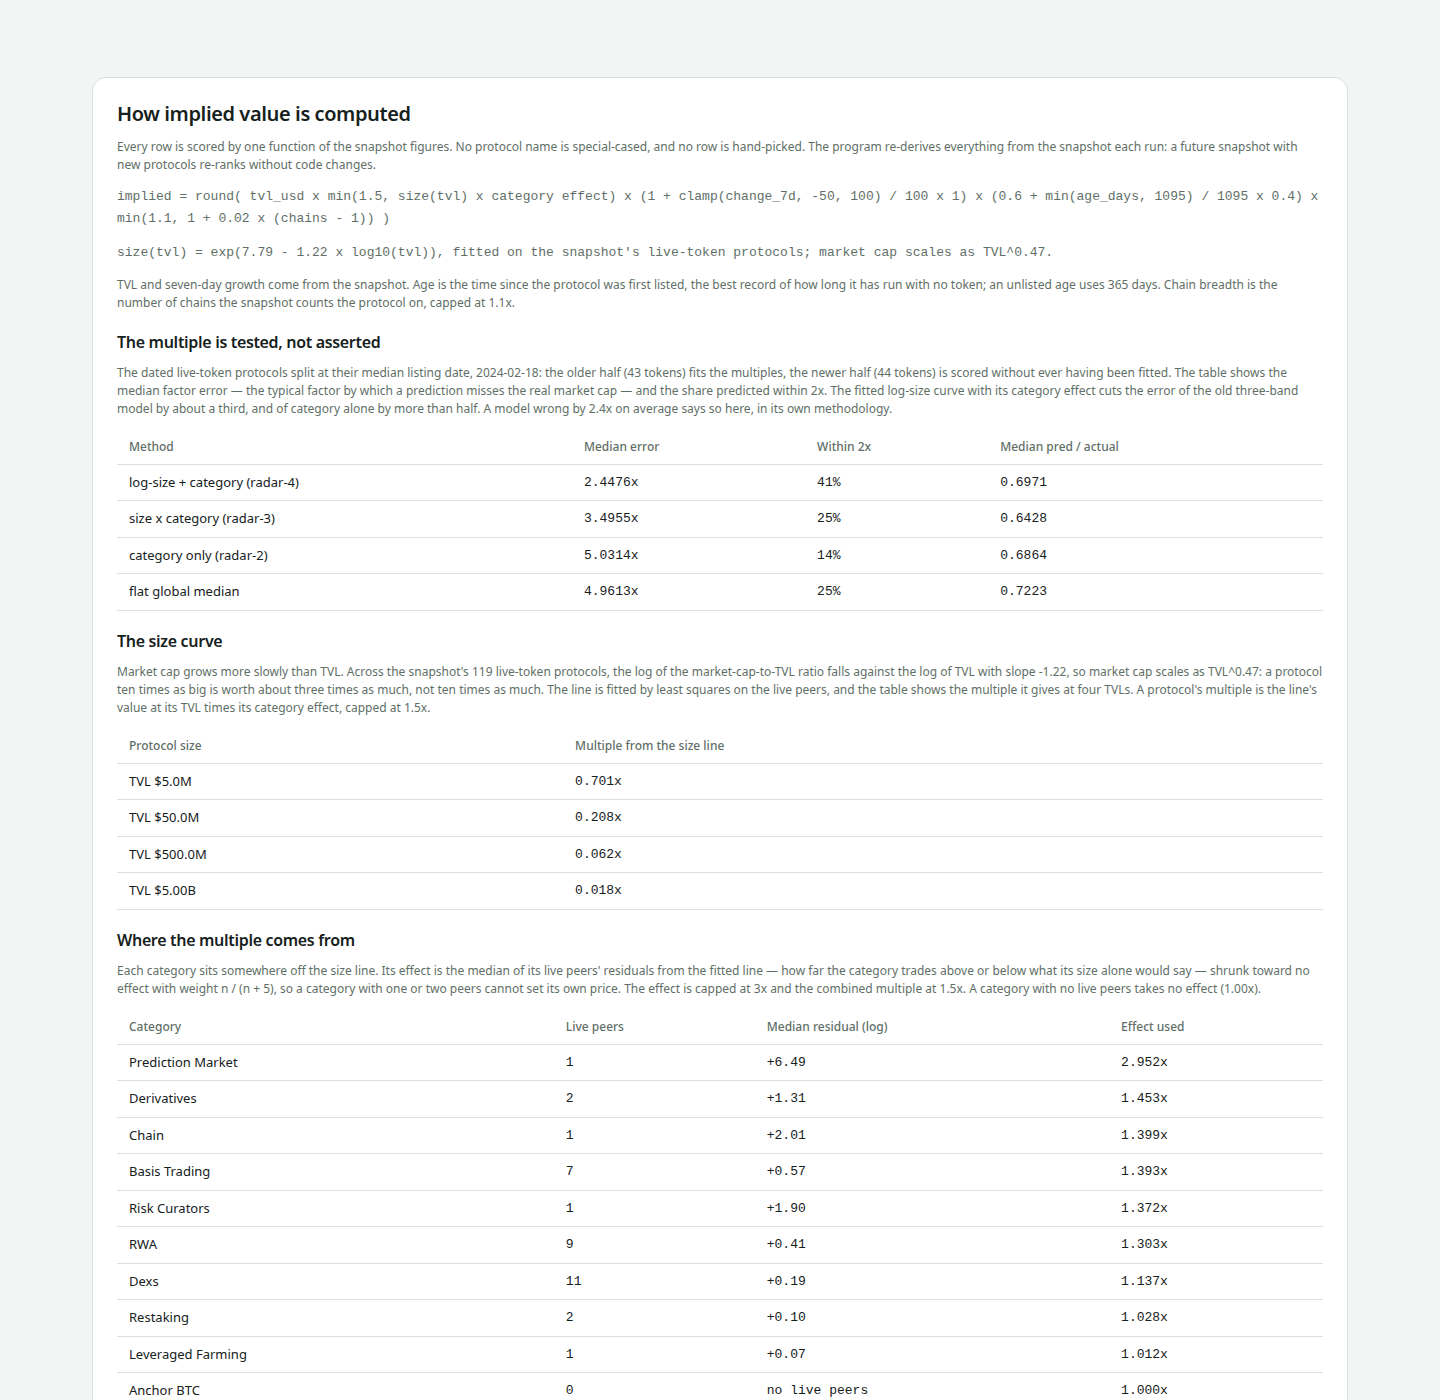 How implied value is computed
Every row is scored by one function of the snapshot figures. No protocol name is special-cased, and no row is hand-picked. The program re-derives everything from the snapshot each run: a future snapshot with
new protocols re-ranks without code changes.
implied = round( tvl_usd x min(1.5, size(tvl) x category effect) x (1 + clamp(change_7d, -50, 100) / 100 x 1) x (0.6 + min(age_days, 1095) / 1095 x 0.4) x
min(1.1, 1 + 0.02 x (chains - 1)) )
size(tvl) = exp(7.79 - 1.22 x log10(tvl)), fitted on the snapshot's live-token protocols; market cap scales as TVL^0.47.
TVL and seven-day growth come from the snapshot. Age is the time since the protocol was first listed, the best record of how long it has run with no token; an unlisted age uses 365 days. Chain breadth is the
number of chains the snapshot counts the protocol on, capped at 1.1x.
The multiple is tested, not asserted
The dated live-token protocols split at their median listing date, 2024-02-18: the older half (43 tokens) fits the multiples, the newer half (44 tokens) is scored without ever having been fitted. The table shows the
median factor error — the typical factor by which a prediction misses the real market cap — and the share predicted within 2x. The fitted log-size curve with its category effect cuts the error of the old three-band
model by about a third, and of category alone by more than half. A model wrong by 2.4x on average says so here, in its own methodology.
Method Median error Within 2x Median pred / actual
log-size + category (radar-4) 2.4476x 41% 0.6971
size x category (radar-3) 3.4955x 25% 0.6428
category only (radar-2) 5.0314x 14% 0.6864
flat global median 4.9613x 25% 0.7223
The size curve
Market cap grows more slowly than TVL. Across the snapshot's 119 live-token protocols, the log of the market-cap-to-TVL ratio falls against the log of TVL with slope -1.22, so market cap scales as TVL^0.47: a protocol
ten times as big is worth about three times as much, not ten times as much. The line is fitted by least squares on the live peers, and the table shows the multiple it gives at four TVLs. A protocol's multiple is the line's
value at its TVL times its category effect, capped at 1.5x.
Protocol size Multiple from the size line
TVL $5.0M 0.701x
TVL $50.0M 0.208x
TVL $500.0M 0.062x
TVL $5.00B 0.018x
Where the multiple comes from
Each category sits somewhere off the size line. Its effect is the median of its live peers' residuals from the fitted line — how far the category trades above or below what its size alone would say — shrunk toward no
effect with weight n / (n + 5), so a category with one or two peers cannot set its own price. The effect is capped at 3x and the combined multiple at 1.5x. A category with no live peers takes no effect (1.00x).
Category Live peers Median residual (log) Effect used
Prediction Market 1 +6.49 2.952x
Derivatives 2 +1.31 1.453x
Chain 1 +2.01 1.399x
Basis Trading 7 +0.57 1.393x
Risk Curators 1 +1.90 1.372x
RWA 9 +0.41 1.303x
Dexs 11 +0.19 1.137x
Restaking 2 +0.10 1.028x
Leveraged Farming 1 +0.07 1.012x
Anchor BTC 0 no live peers 1.000x